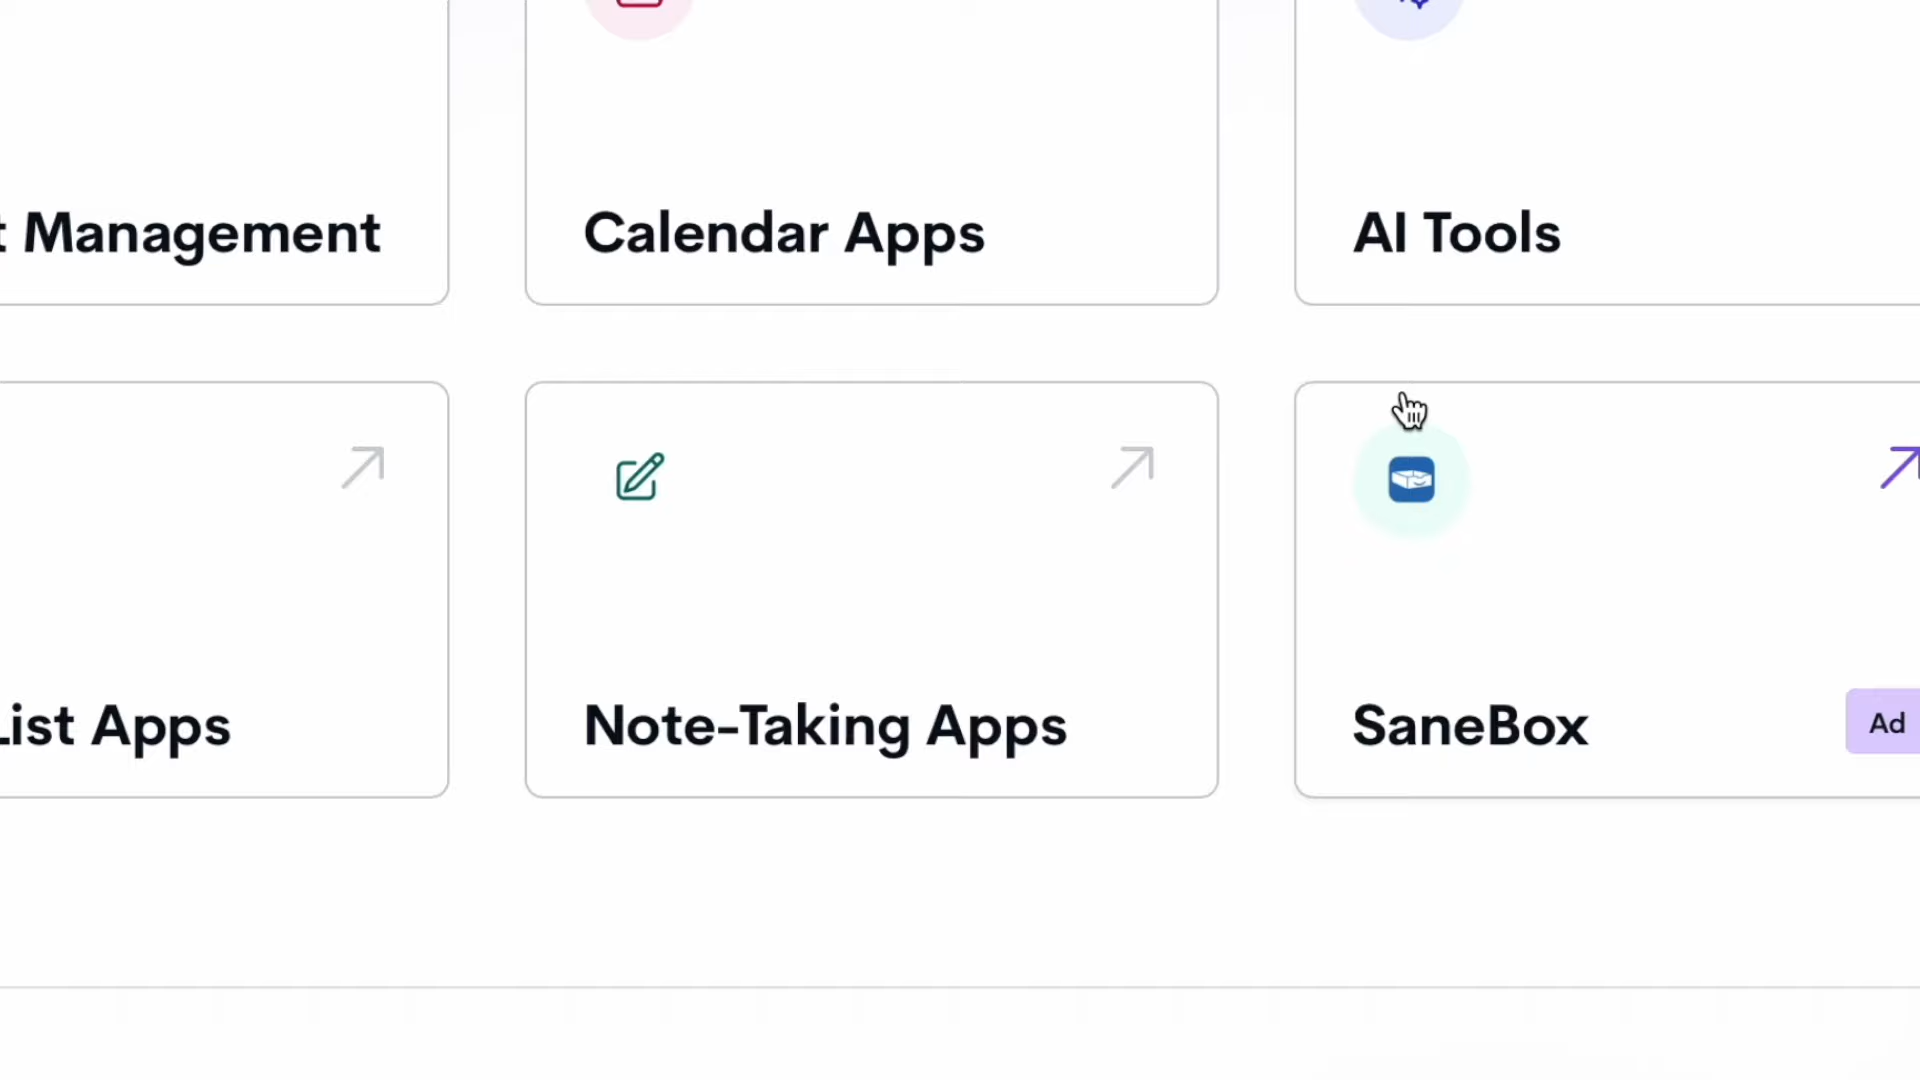 Management
Calendar Apps
AI Tools
List Apps
Note-Taking Apps
SaneBox
Ad